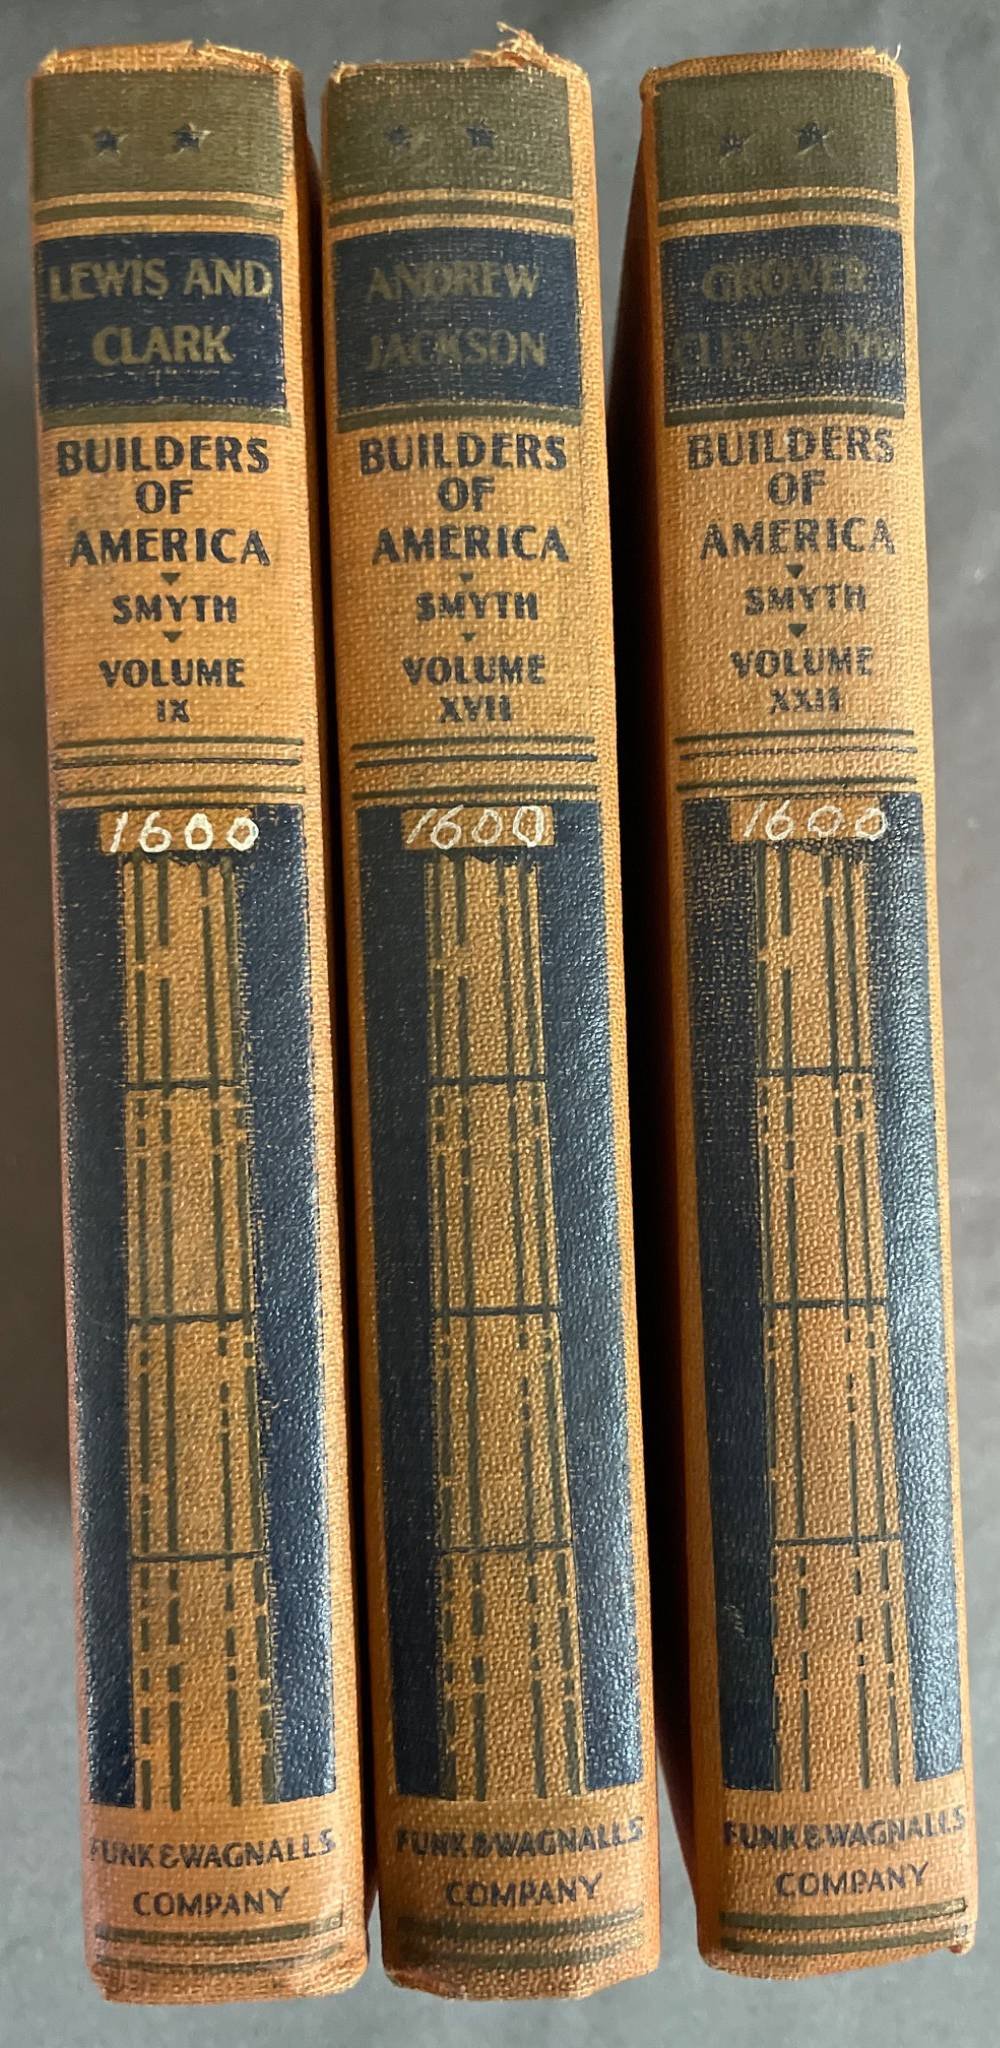 LEWIS AND
CLARK
BUILDERS
OF
AMERICA
SMYTH
VOLUME
IX
1600
FUNK & WAGNALLS
COMPANY
ANDREW
JACKSON
BUILDERS
OF
AMERICA
SMYTH
VOLUME
XVII
1600
FUNK & WAGNALLS
COMPANY
GROVER
CLEVELAND
BUILDERS
OF
AMERICA
SMYTH
VOLUME
XXII
1600
FUNK & WAGNALLS
COMPANY